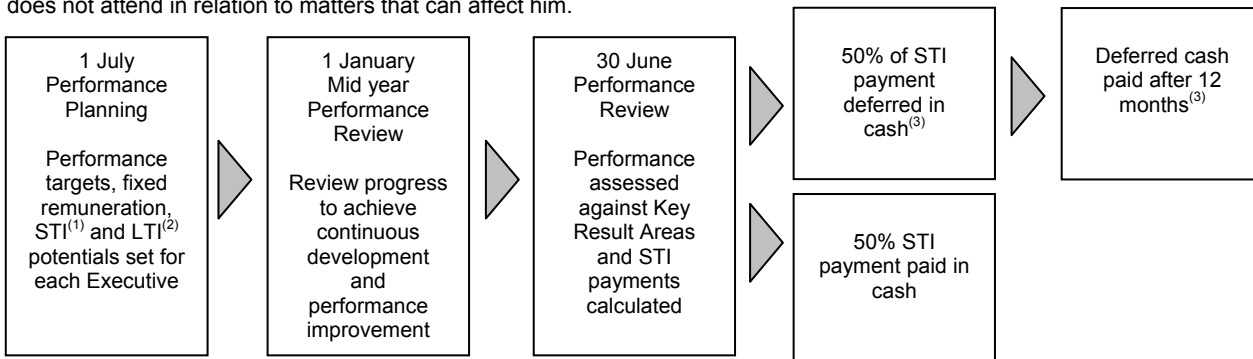 does not attend in relation to matters that can affect him.
1 July
Performance
Planning
Performance
targets, fixed
remuneration,
STI(1) and LTI(2)
potentials set for
each Executive
1 January
Mid year
Performance
Review
Review progress
to achieve
continuous
development
and
performance
improvement
30 June
Performance
Review
Performance
assessed
against Key
Result Areas
and STI
payments
calculated
50% of STI
payment
deferred in
cash(3)
Deferred cash
paid after 12
months(3)
50% STI
payment paid in
cash